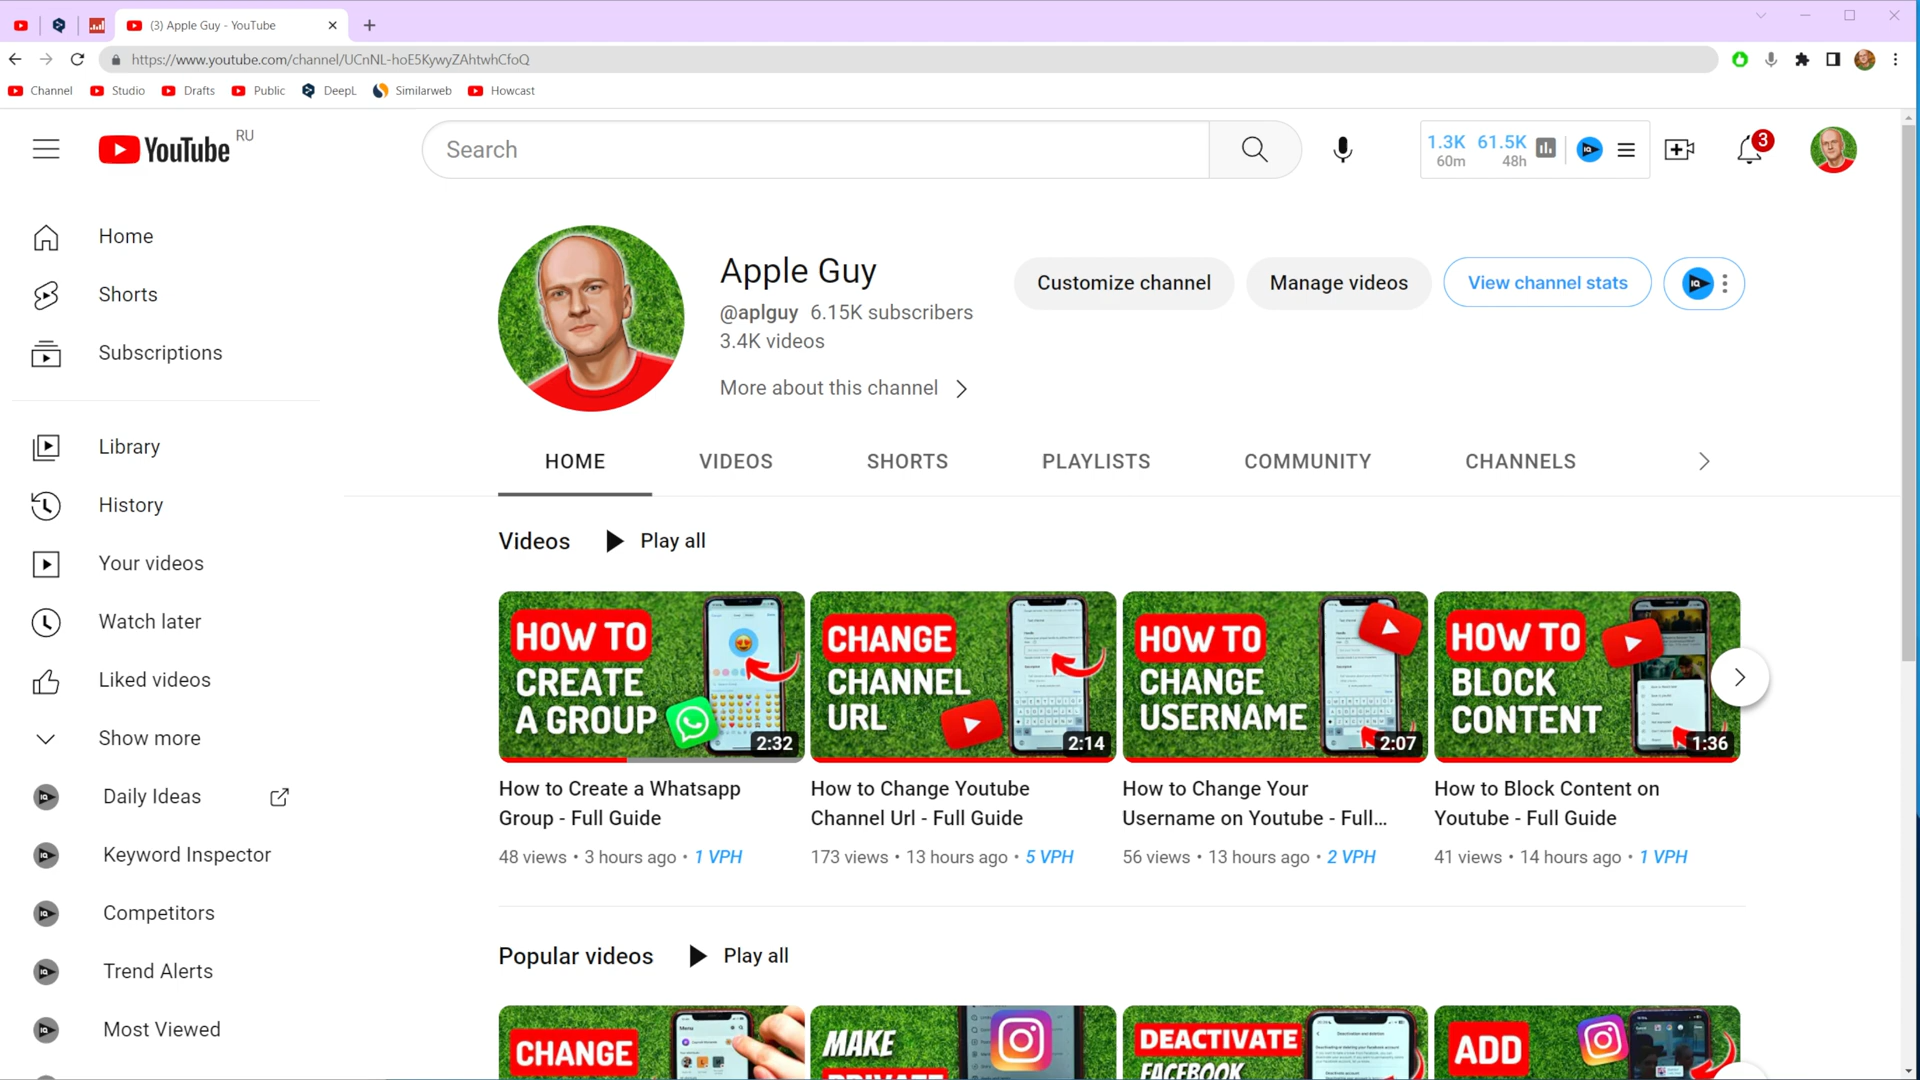 (3) Apple Guy - YouTube
https://www.youtube.com/channel/UCnNL-hoE5KywyZAhtwhCfoQ
Channel Studio Drafts Public DeepL Similarweb Howcast
YouTube RU
Search
1.3K 61.5K
60m 48h
3
Home
Shorts
Subscriptions
Library
History
Your videos
Watch later
Liked videos
Show more
Daily Ideas
Keyword Inspector
Competitors
Trend Alerts
Most Viewed
Apple Guy
@aplguy 6.15K subscribers
3.4K videos
More about this channel
Customize channel
Manage videos
View channel stats
HOME VIDEOS SHORTS PLAYLISTS COMMUNITY CHANNELS
Videos Play all
HOW TO
CREATE
A GROUP
2:32
How to Create a Whatsapp
Group - Full Guide
48 views • 3 hours ago • 1 VPH
CHANGE
CHANNEL
URL
2:14
How to Change Youtube
Channel Url - Full Guide
173 views • 13 hours ago • 5 VPH
HOW TO
CHANGE
USERNAME
2:07
How to Change Your
Username on Youtube - Full...
56 views • 13 hours ago • 2 VPH
HOW TO
BLOCK
CONTENT
1:36
How to Block Content on
Youtube - Full Guide
41 views • 14 hours ago • 1 VPH
Popular videos Play all
CHANGE
Menu
MAKE
PRIVATE
DEACTIVATE
FACEBOOK
ADD